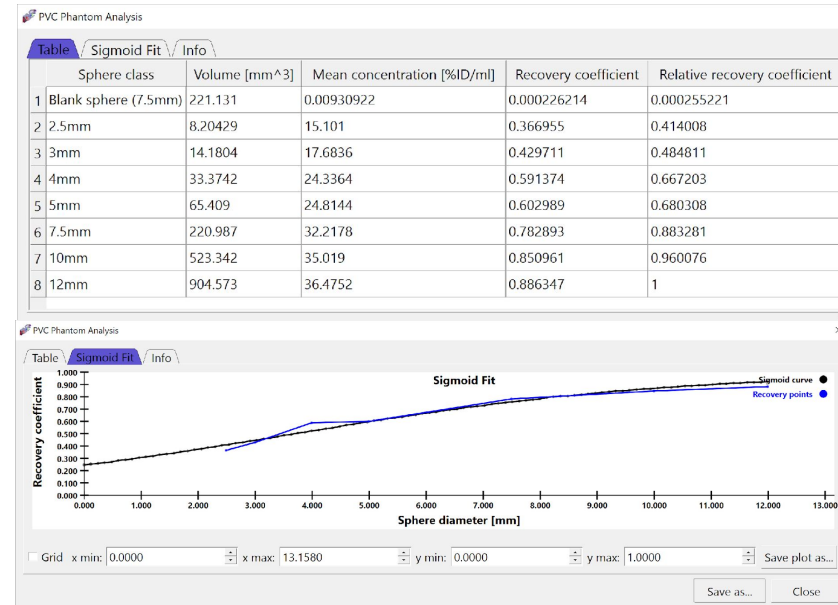 PVC Phantom Analysis
Table Sigmoid Fit Info
Sphere class Volume [mm^3] Mean concentration [%ID/ml] Recovery coefficient Relative recovery coefficient
1 Blank sphere (7.5mm) 221.131 0.00930922 0.000226214 0.000255221
2 2.5mm 8.20429 15.101 0.366955 0.414008
3 3mm 14.1804 17.6836 0.429711 0.484811
4 4mm 33.3742 24.3364 0.591374 0.667203
5 5mm 65.409 24.8144 0.602989 0.680308
6 7.5mm 220.987 32.2178 0.782893 0.883281
7 10mm 523.342 35.019 0.850961 0.960076
8 12mm 904.573 36.4752 0.886347 1
PVC Phantom Analysis
Table Sigmoid Fit Info
Sigmoid Fit
Sigmoid curve
Recovery points
Recovery coefficient
1.000
0.900
0.800
0.700
0.600
0.500
0.400
0.300
0.200
0.100
0.000
0.000 1.000 2.000 3.000 4.000 5.000 6.000 7.000 8.000 9.000 10.000 11.000 12.000 13.000
Sphere diameter [mm]
Grid x min: 0.0000 x max: 13.1580 y min: 0.0000 y max: 1.0000 Save plot as...
Save as... Close